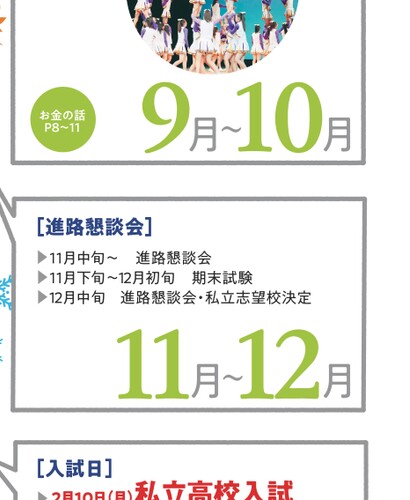 お金の話
P8~11
9月~10月
[進路懇談会]
▶11月中旬~ 進路懇談会
▶11月下旬~12月初旬 期末試験
▶12月中旬 進路懇談会・私立志望校決定
11月~12月
[入試日]
▶2月10日(月)私立高校入試